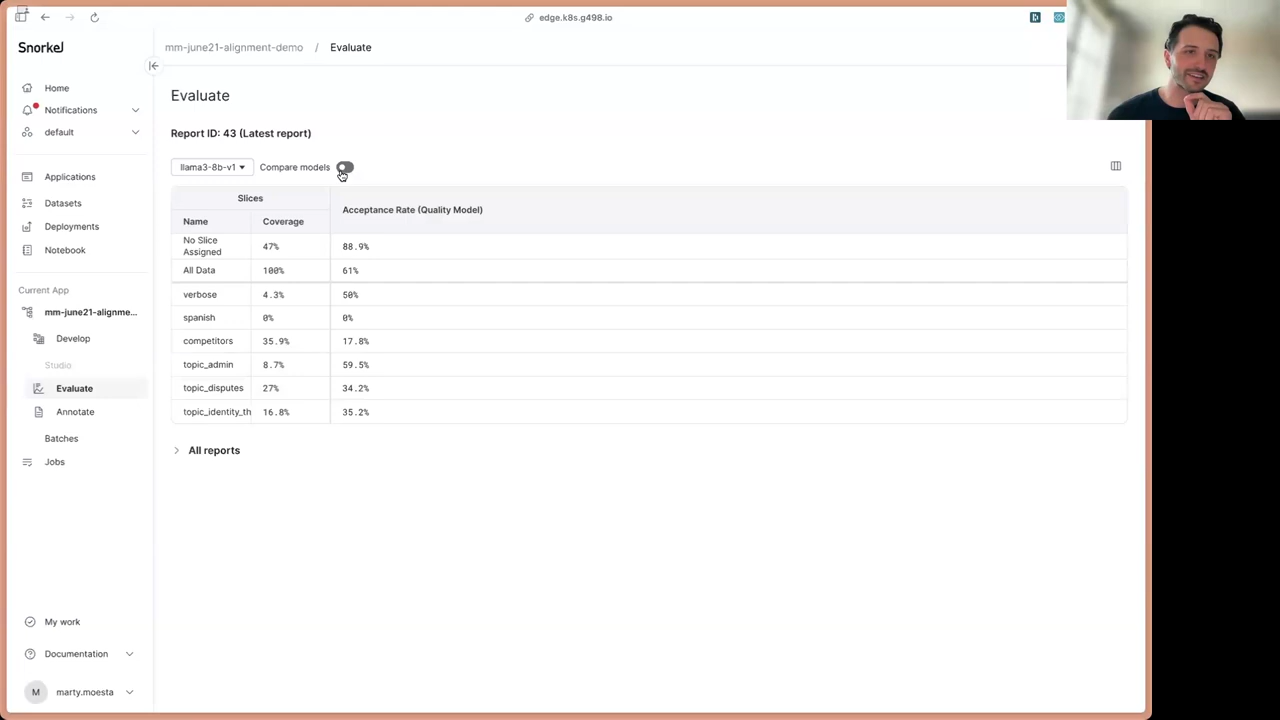 edge.k8s.g498.io
Snorkel
mm-june21-alignment-demo / Evaluate
Home
Notifications
default
Applications
Datasets
Deployments
Notebook
Current App
mm-june21-alignme...
Develop
Studio
Evaluate
Annotate
Batches
Jobs
My work
Documentation
M marty.moesta
Evaluate
Report ID: 43 (Latest report)
llama3-8b-v1 Compare models
Slices
Acceptance Rate (Quality Model)
Name Coverage
No Slice Assigned 47% 88.9%
All Data 100% 61%
verbose 4.3% 50%
spanish 0% 0%
competitors 35.9% 17.8%
topic_admin 8.7% 59.5%
topic_disputes 27% 34.2%
topic_identity_th 16.8% 35.2%
All reports